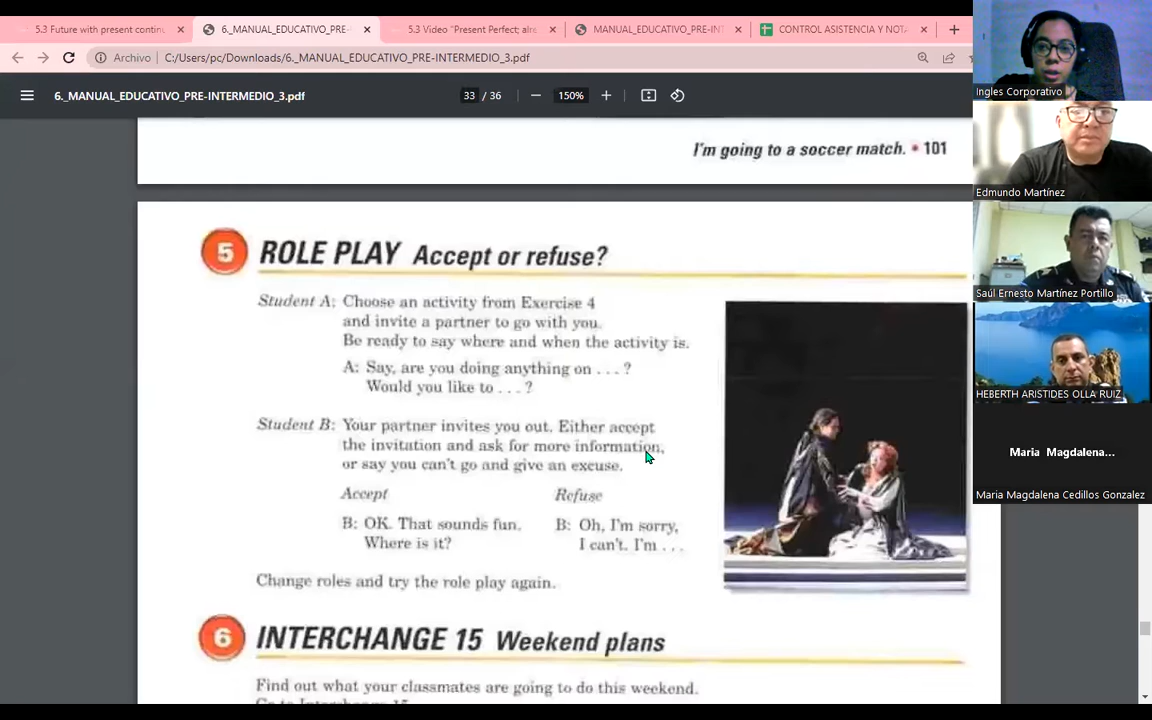 5.3 Future with present continu
6._MANUAL_EDUCATIVO_PRE-
5.3 Video "Present Perfect; alre
MANUAL_EDUCATIVO_PRE-INT
CONTROL ASISTENCIA Y NOTA
Archivo
C:/Users/pc/Downloads/6._MANUAL_EDUCATIVO_PRE-INTERMEDIO_3.pdf
6._MANUAL_EDUCATIVO_PRE-INTERMEDIO_3.pdf
33 / 36
150%
I'm going to a soccer match. • 101
5 ROLE PLAY Accept or refuse?
Student A: Choose an activity from Exercise 4
and invite a partner to go with you.
Be ready to say where and when the activity is.
A: Say, are you doing anything on . . . ?
Would you like to . . . ?
Student B: Your partner invites you out. Either accept
the invitation and ask for more information,
or say you can't go and give an excuse.
Accept
Refuse
B: OK. That sounds fun.
Where is it?
B: Oh, I'm sorry,
I can't. I'm . . .
Change roles and try the role play again.
6 INTERCHANGE 15 Weekend plans
Find out what your classmates are going to do this weekend.
Go to Interchange 15
Ingles Corporativo
Edmundo Martínez
Saúl Ernesto Martínez Portillo
HEBERTH ARISTIDES OLLA RUIZ
Maria Magdalena...
Maria Magdalena Cedillos Gonzalez